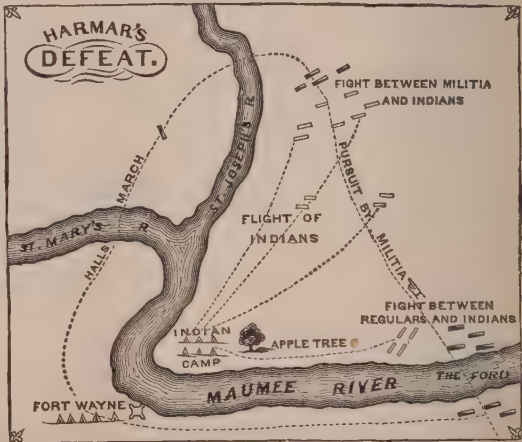 HARMAR'S
DEFEAT.
FIGHT BETWEEN MILITIA
AND INDIANS
ST. JOSEPH'S R
HALLS MARCH
PURSUIT BY MILITIA
ST. MARY'S R
FLIGHT OF
INDIANS
FIGHT BETWEEN
REGULARS AND INDIANS
INDIAN
CAMP
APPLE TREE
MAUMEE RIVER
THE FORD
FORT WAYNE